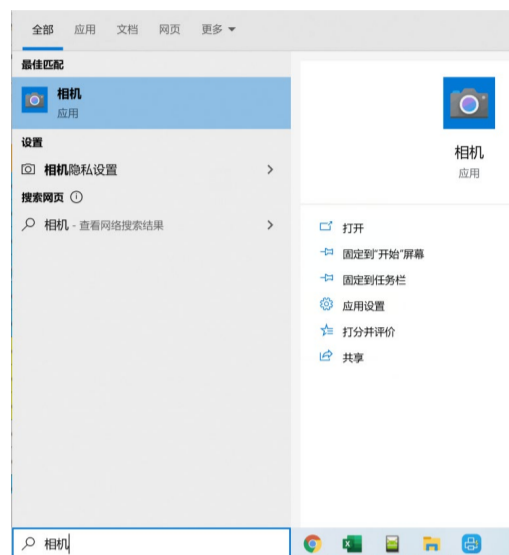 全部 应用 文档 网页 更多
最佳匹配
相机
应用
设置
相机隐私设置
搜索网页
相机 - 查看网络搜索结果
相机
应用
打开
固定到"开始"屏幕
固定到任务栏
应用设置
打分并评价
共享
相机